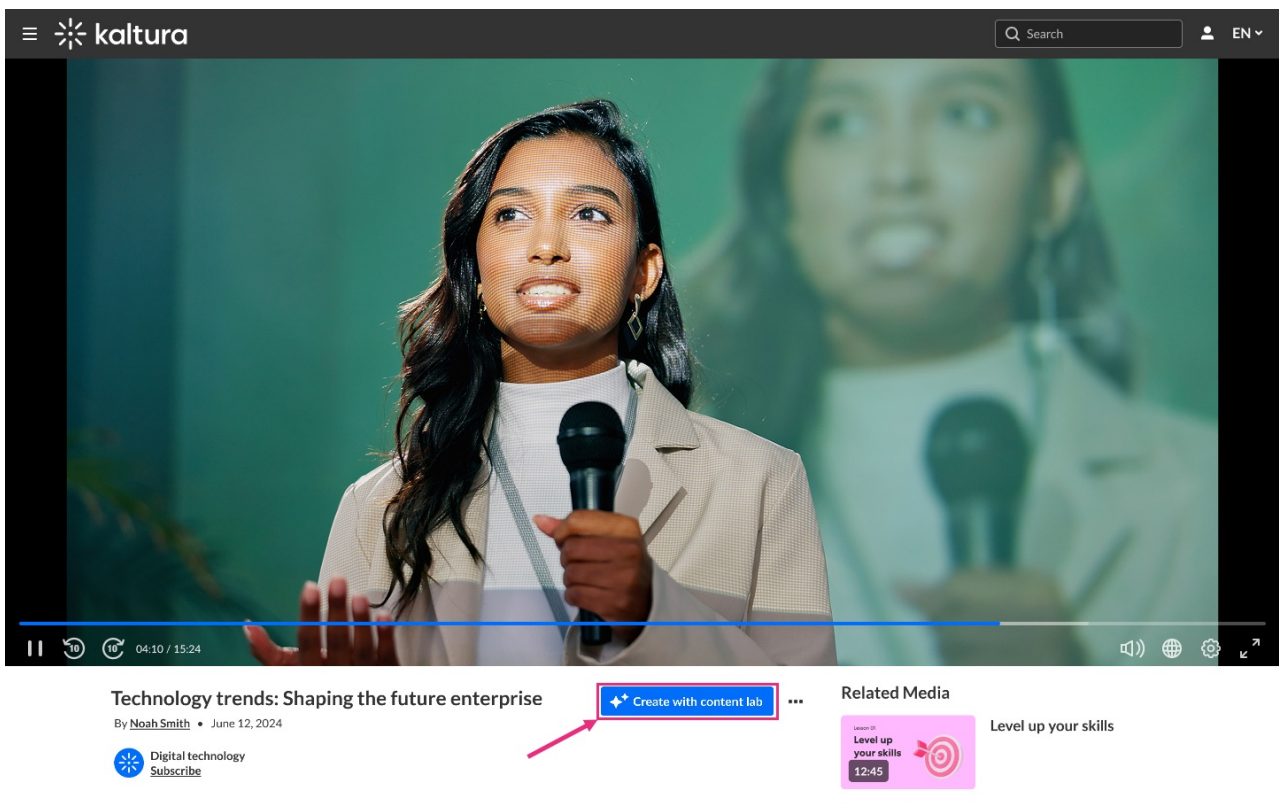 kaltura
Search
EN
10
10
04:10 / 15:24
Technology trends: Shaping the future enterprise
Create with content lab
By Noah Smith • June 12, 2024
Digital technology
Subscribe
Related Media
Lesson 01
Level up
your skills
12:45
Level up your skills